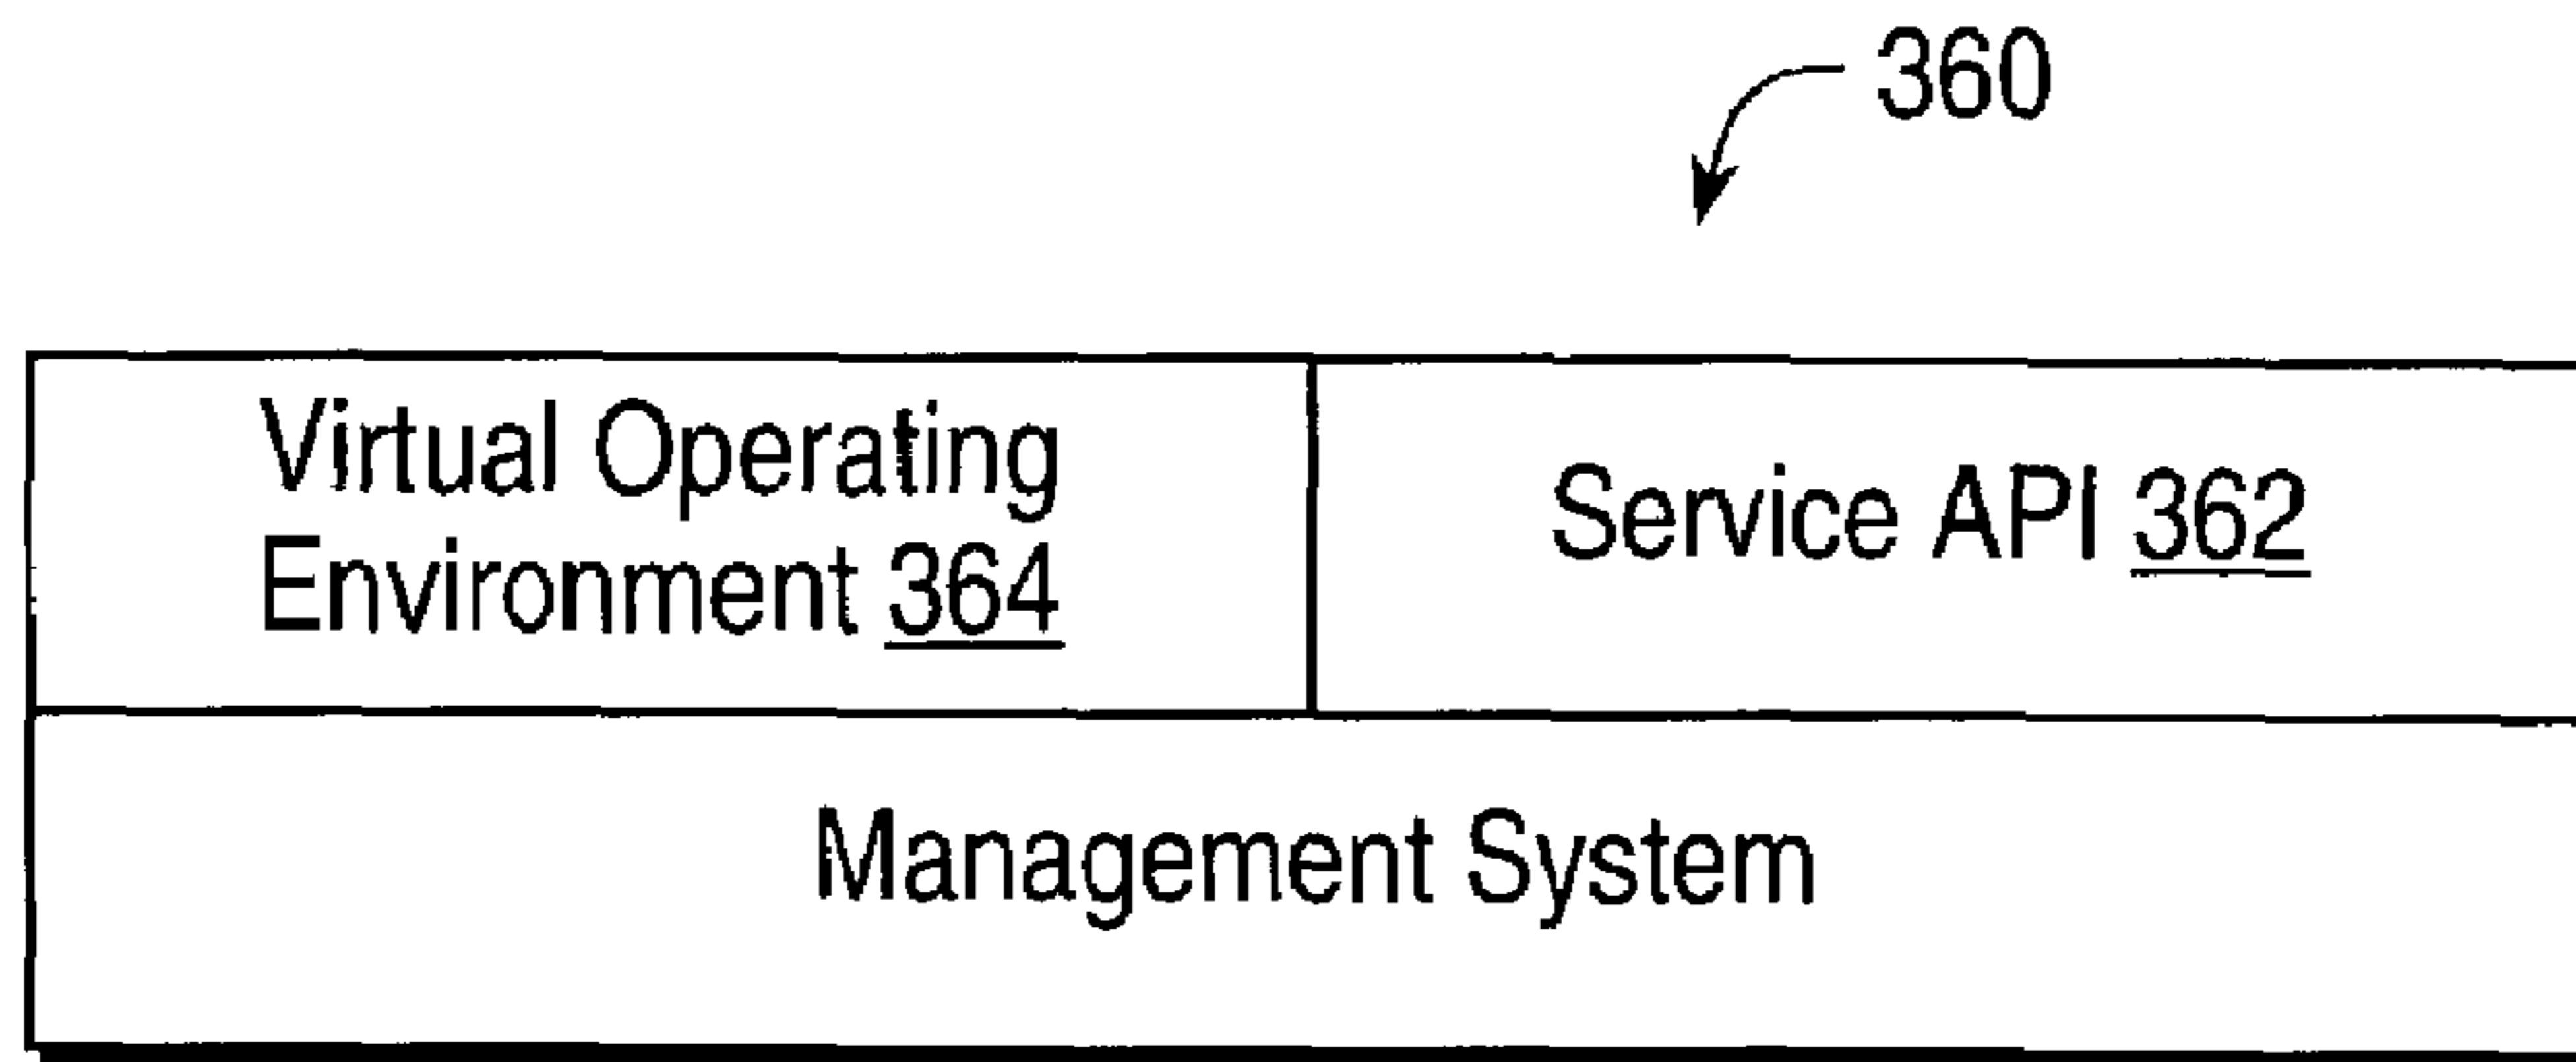 360
Virtual Operating
Environment 364
Service API 362
Management System